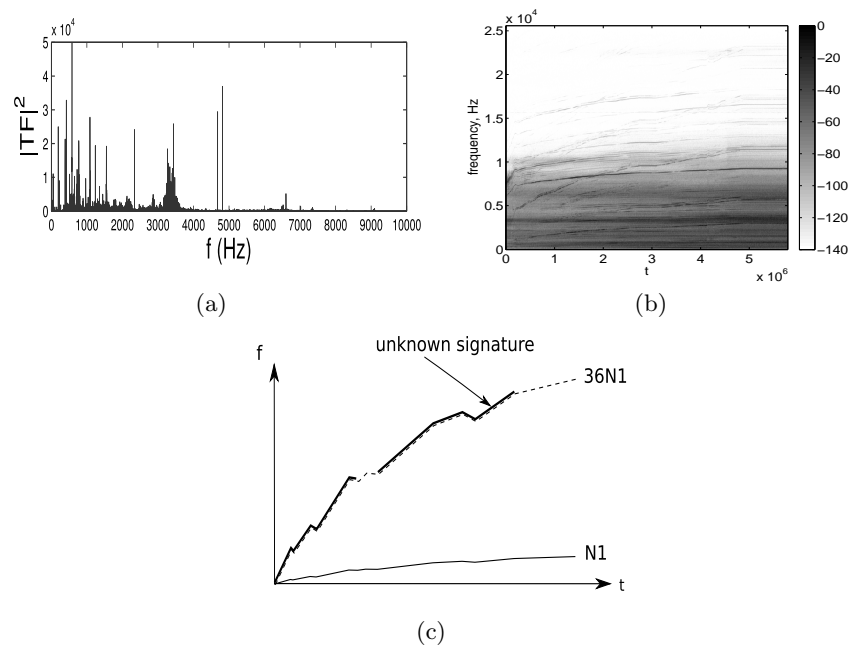 x 10^4
5
4
3
2
1
0
|TF|^2
0 1000 2000 3000 4000 5000 6000 7000 8000 9000 10000
f (Hz)
(a)
x 10^4
2.5
2
1.5
1
0.5
0
frequency, Hz
0 1 2 3 4 5
t
x 10^6
0
−20
−40
−60
−80
−100
−120
−140
(b)
f
unknown signature
36N1
N1
t
(c)